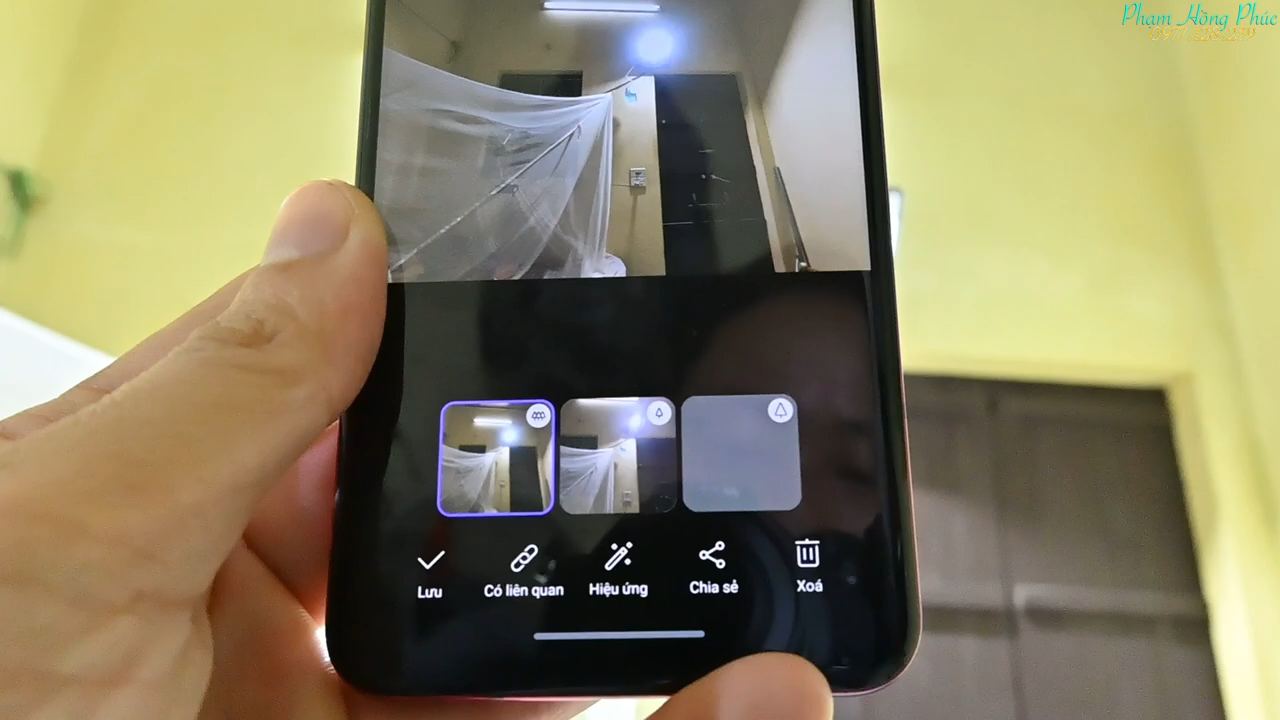 Phạm Hồng Phúc
Lưu
Có liên quan
Hiệu ứng
Chia sẻ
Xoá